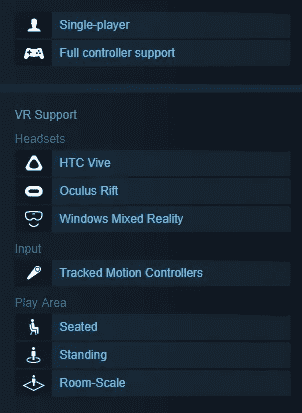 Single-player
Full controller support
VR Support
Headsets
HTC Vive
Oculus Rift
Windows Mixed Reality
Input
Tracked Motion Controllers
Play Area
Seated
Standing
Room-Scale